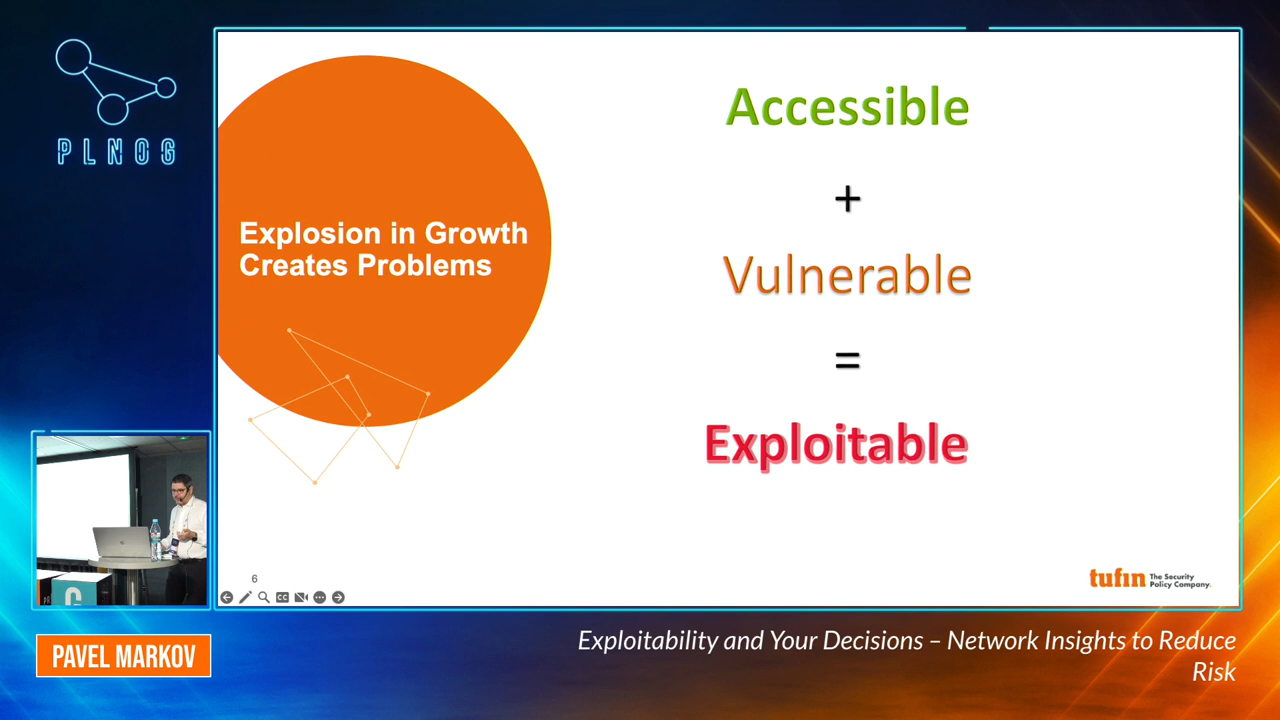 PLNOG
Explosion in Growth
Creates Problems
Accessible
+
Vulnerable
=
Exploitable
6
CC
tufin The Security
Policy Company.
G
PAVEL MARKOV
Exploitability and Your Decisions – Network Insights to Reduce
Risk